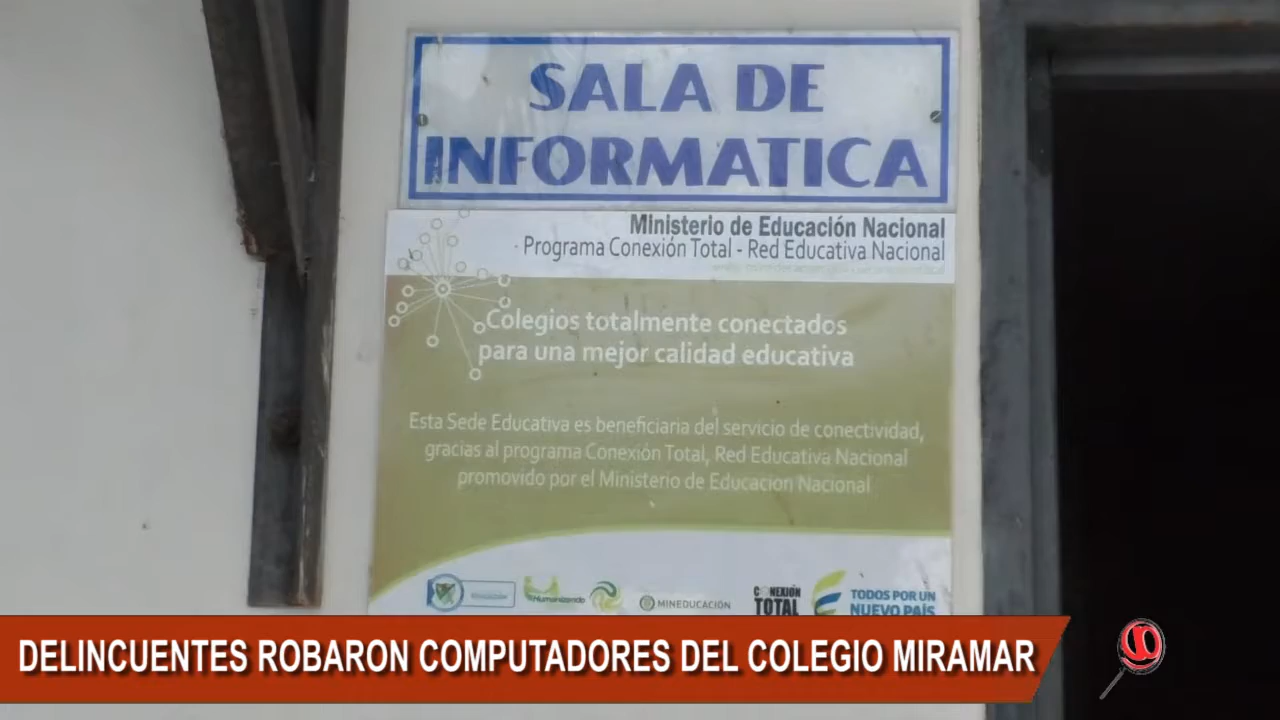 SALA DE
INFORMATICA
Ministerio de Educación Nacional
Programa Conexión Total - Red Educativa Nacional
Colegios totalmente conectados
para una mejor calidad educativa
Esta Sede Educativa es beneficiaria del servicio de conectividad,
gracias al programa Conexión Total, Red Educativa Nacional
promovido por el Ministerio de Educacion Nacional
Humanizando
MINEDUCACIÓN
CONEXIÓN
TOTAL
TODOS POR UN
NUEVO PAÍS
DELINCUENTES ROBARON COMPUTADORES DEL COLEGIO MIRAMAR